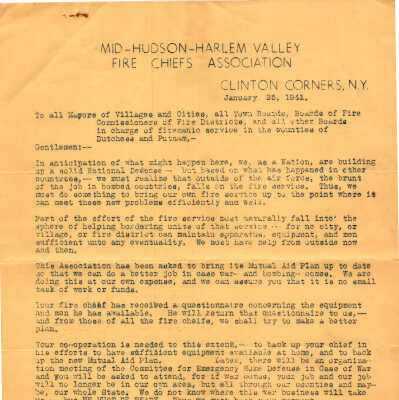 MID-HUDSON-HARLEM VALLEY
FIRE CHIEFS ASSOCIATION
CLINTON CORNERS, N.Y.
January 25, 1941.
To all Mayors of Villages and Cities, all Town Boards, Boards of Fire
Commissioners of Fire Districts, and all other Boards
in charge of firematic service in the counties of
Dutchess and Putnam,-
Gentlemen:--
In anticipation of what might happen here, we, as a Nation, are building
up a solid National Defense -- but based on what has happened in other
countries,- we must realize that outside of the air force, the brunt
of the job in bombed countries, falls on the fire service. Thus, we
must do something to bring our own fire service up to the point where it
can meet these new problems efficiently and well.
Part of the effort of the fire service must naturally fall into the
sphere of helping bordering units of that service -- for no city, or
village, or fire district can maintain apparatus, equipment, and men
sufficient unto any eventuality. We must have help from outside now
and then.
This Association has been asked to bring its Mutual Aid Plan up to date
so that we can do a better job in case war- and bombing- comes. We are
doing this at our own expense, and we can assure you that it is no small
task of work or funds.
Your fire chief has received a questionnaire concerning the equipment
and men he has available. He will return that questionnaire to us,--
and from those of all the fire chiefs, we shall try to make a better
plan.
Your co-operation is needed to this extent,- to back up your chief in
his efforts to have sufficient equipment available at home, and to back
up the new Mutual Aid Plan. Later, there will be an organiza-
tion meeting of the Committee for Emergency Home Defense in Case of War
and you will be asked to attend, for if war comes, your job and our job
will no longer be in our own area, but all through our counties and may-
be, our whole State. We do not know where this war business will take